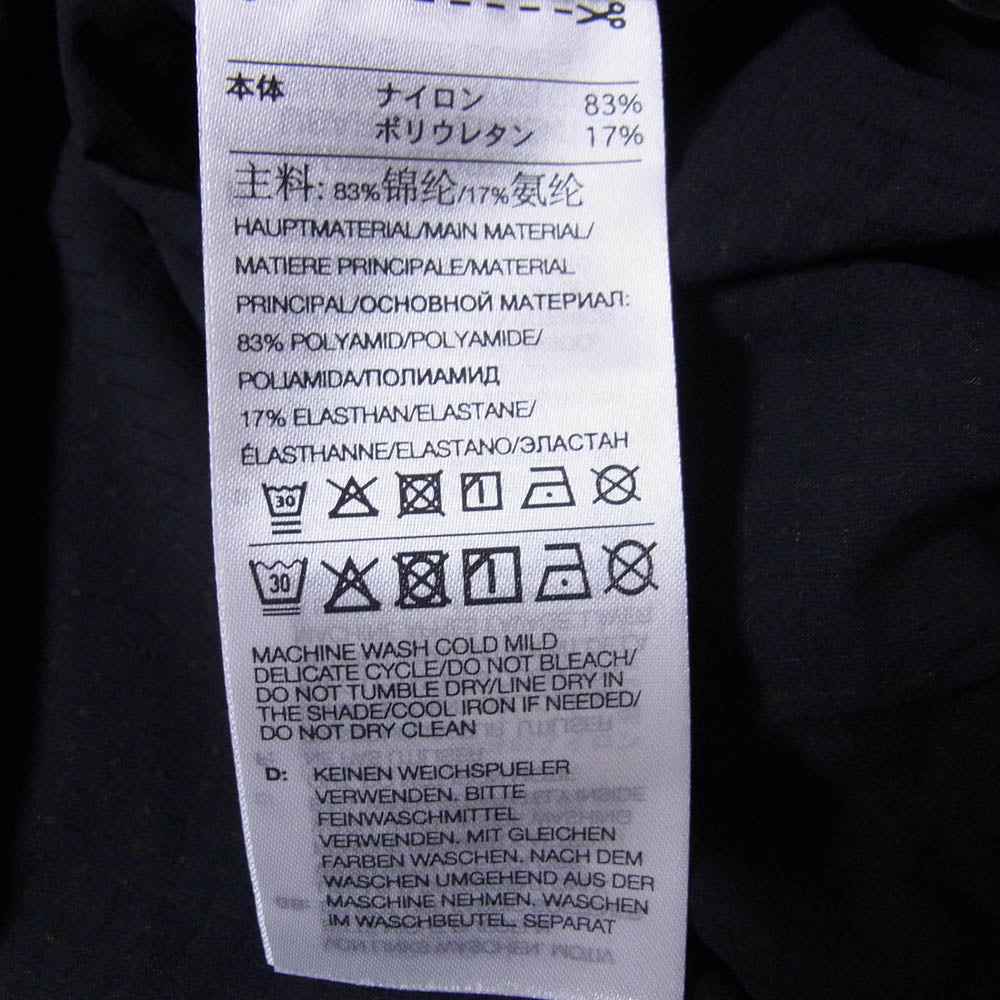 本体 ナイロン 83%
ポリウレタン 17%
主料: 83%锦纶/17%氨纶
HAUPTMATERIAL/MAIN MATERIAL/
MATIERE PRINCIPALE/MATERIAL
PRINCIPAL/ОСНОВНОЙ МАТЕРИАЛ:
83% POLYAMID/POLYAMIDE/
POLIAMIDA/ПОЛИАМИД
17% ELASTHAN/ELASTANE/
ÉLASTHANNE/ELASTANO/ЭЛАСТАН
30
30
MACHINE WASH COLD MILD
DELICATE CYCLE/DO NOT BLEACH/
DO NOT TUMBLE DRY/LINE DRY IN
THE SHADE/COOL IRON IF NEEDED/
DO NOT DRY CLEAN
D: KEINEN WEICHSPUELER
VERWENDEN. BITTE
FEINWASCHMITTEL
VERWENDEN. MIT GLEICHEN
FARBEN WASCHEN. NACH DEM
WASCHEN UMGEHEND AUS DER
MASCHINE NEHMEN. WASCHEN
IM WASCHBEUTEL. SEPARAT